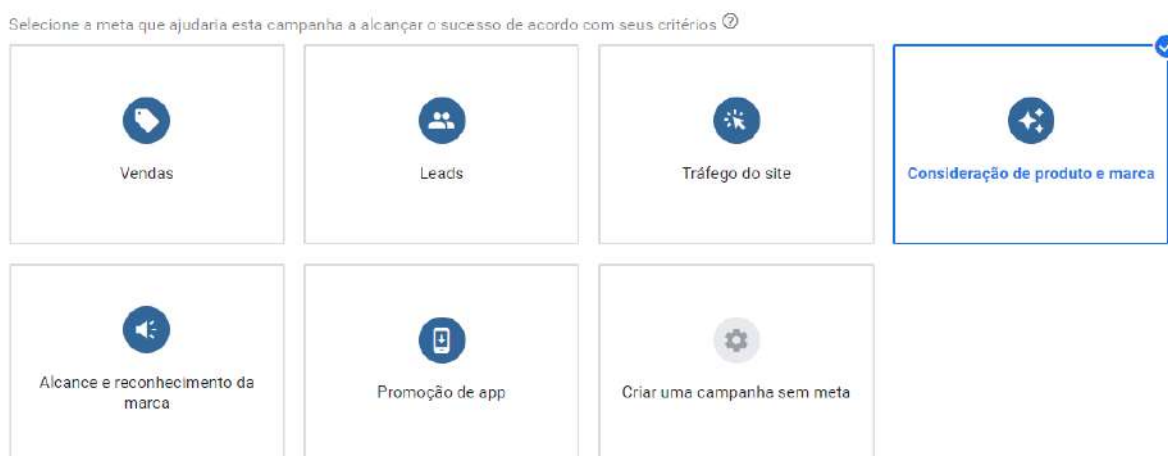 Selecione a meta que ajudaria esta campanha a alcançar o sucesso de acordo com seus critérios
Vendas
Leads
Tráfego do site
Consideração de produto e marca
Alcance e reconhecimento da
marca
Promoção de app
Criar uma campanha sem meta